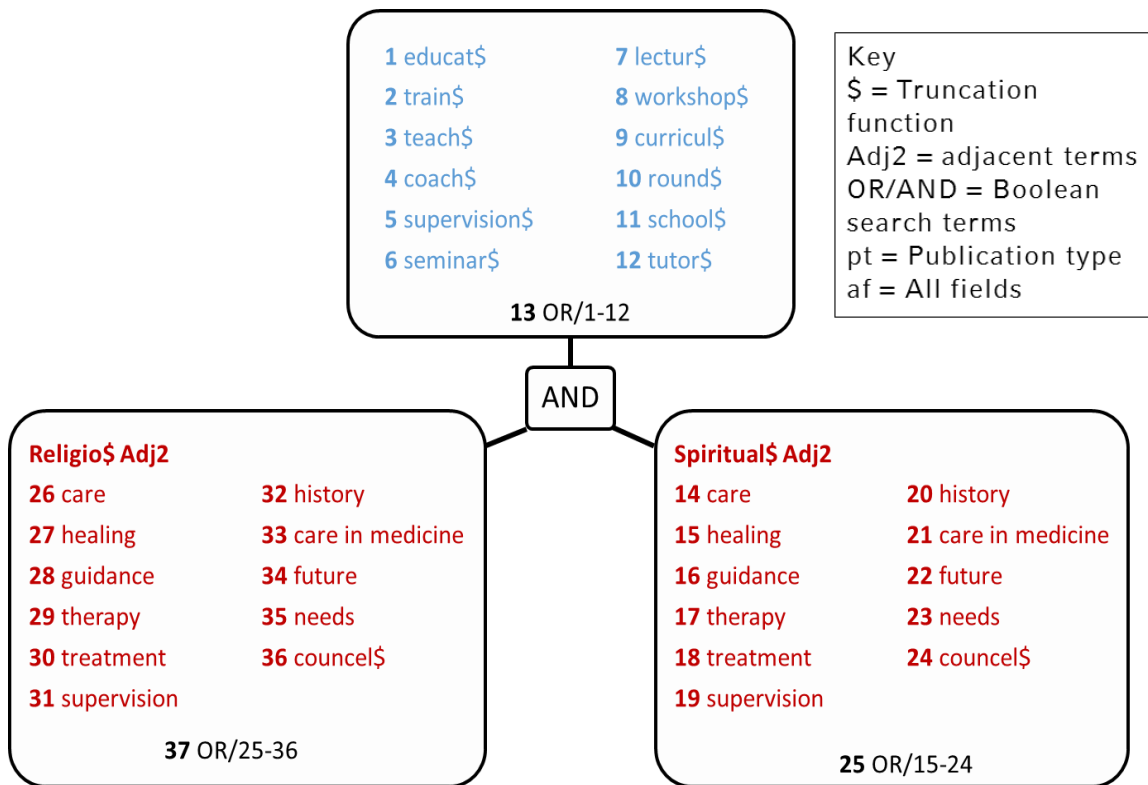 1 educat$
2 train$
3 teach$
4 coach$
5 supervision$
6 seminar$
7 lectur$
8 workshop$
9 curricul$
10 round$
11 school$
12 tutor$
13 OR/1-12
Key
$ = Truncation
function
Adj2 = adjacent terms
OR/AND = Boolean
search terms
pt = Publication type
af = All fields
AND
Religio$ Adj2
26 care
27 healing
28 guidance
29 therapy
30 treatment
31 supervision
32 history
33 care in medicine
34 future
35 needs
36 councel$
37 OR/25-36
Spiritual$ Adj2
14 care
15 healing
16 guidance
17 therapy
18 treatment
19 supervision
20 history
21 care in medicine
22 future
23 needs
24 councel$
25 OR/15-24